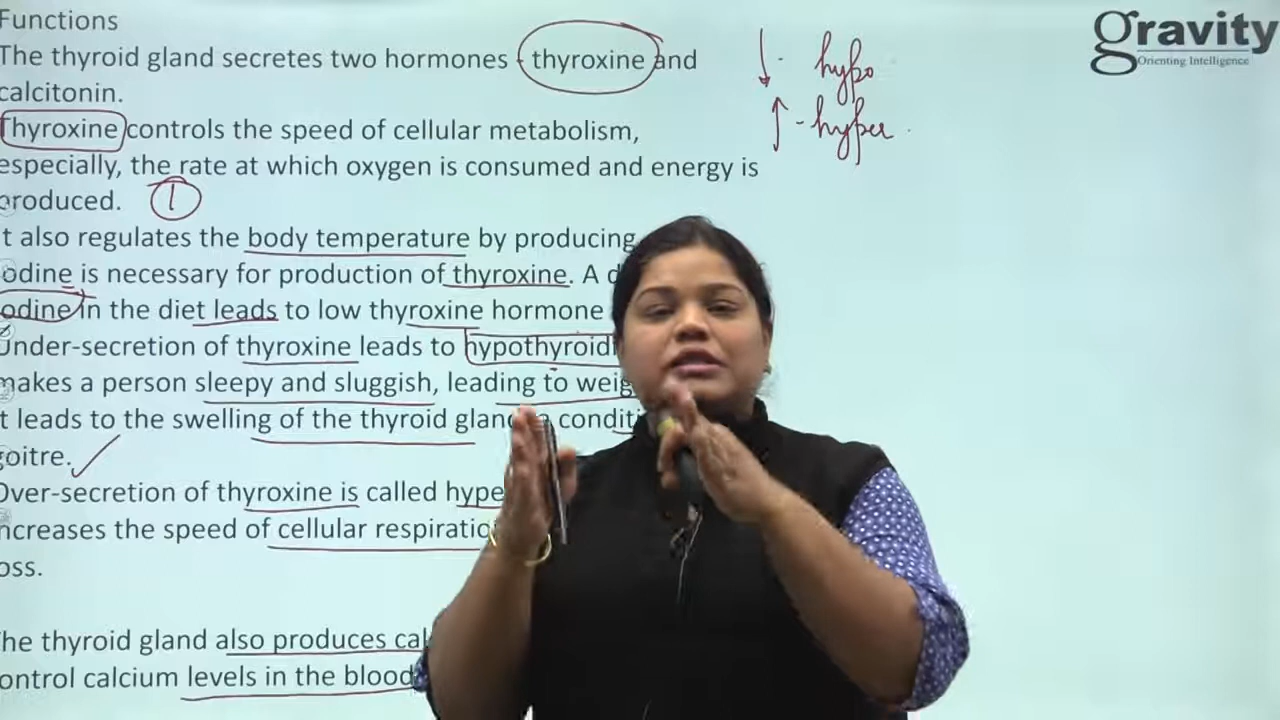 Functions
The thyroid gland secretes two hormones - thyroxine and
calcitonin.
Thyroxine controls the speed of cellular metabolism,
especially, the rate at which oxygen is consumed and energy is
produced. 1
t also regulates the body temperature by producing
odine is necessary for production of thyroxine. A d
odine in the diet leads to low thyroxine hormone
Under-secretion of thyroxine leads to hypothyroidi
makes a person sleepy and sluggish, leading to weig
t leads to the swelling of the thyroid gland a conditi
goitre.
Over-secretion of thyroxine is called hype
ncreases the speed of cellular respiratio
oss.
The thyroid gland also produces cal
ontrol calcium levels in the blood
↓ - hypo
↑ - hyper
gravity
Orienting Intelligence